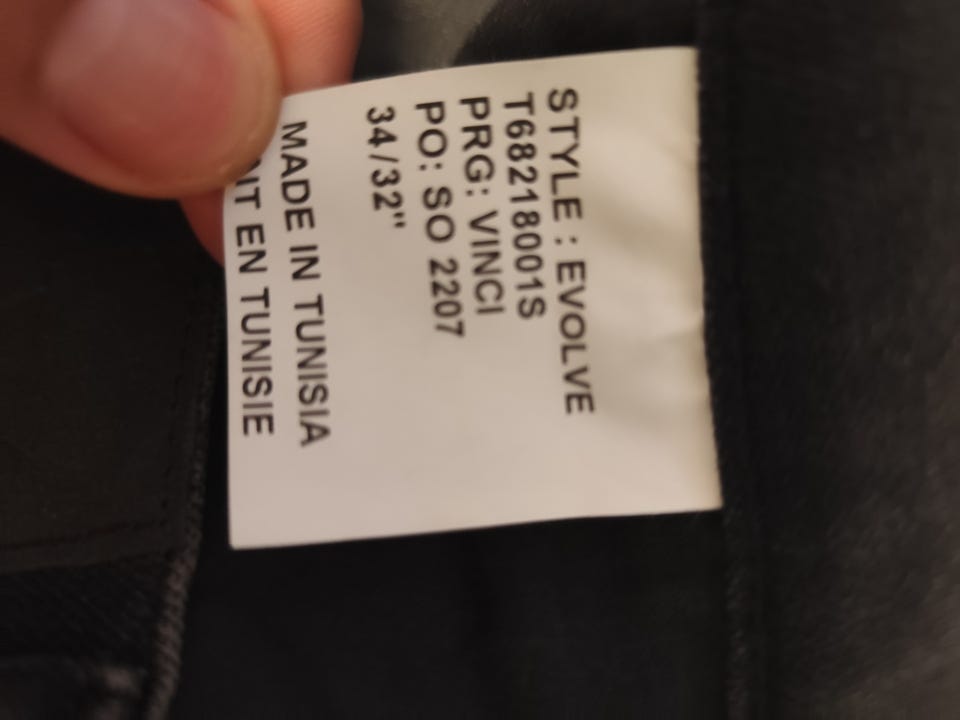 STYLE : EVOLVE
T68218001S
PRG: VINCI
PO: SO 2207
34/32"
MADE IN TUNISIA
EN TUNISIE